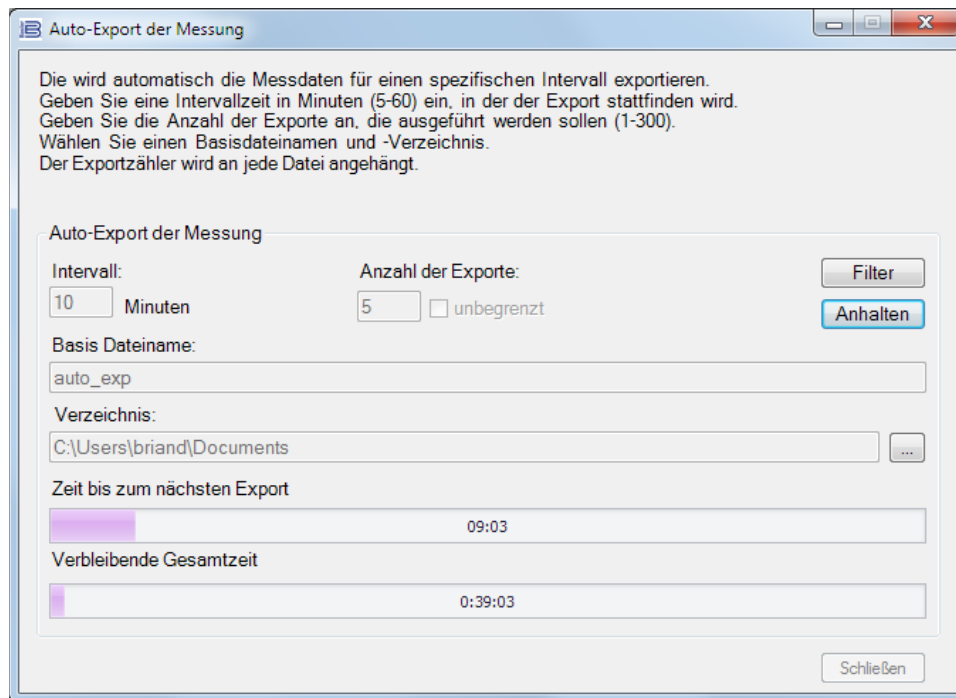 Auto-Export der Messung
Die wird automatisch die Messdaten für einen spezifischen Intervall exportieren.
Geben Sie eine Intervallzeit in Minuten (5-60) ein, in der der Export stattfinden wird.
Geben Sie die Anzahl der Exporte an, die ausgeführt werden sollen (1-300).
Wählen Sie einen Basisdateinamen und -Verzeichnis.
Der Exportzähler wird an jede Datei angehängt.
Auto-Export der Messung
Intervall: Anzahl der Exporte: Filter
10 Minuten 5 unbegrenzt Anhalten
Basis Dateiname:
auto_exp
Verzeichnis:
C:\Users\briand\Documents ...
Zeit bis zum nächsten Export
09:03
Verbleibende Gesamtzeit
0:39:03
Schließen